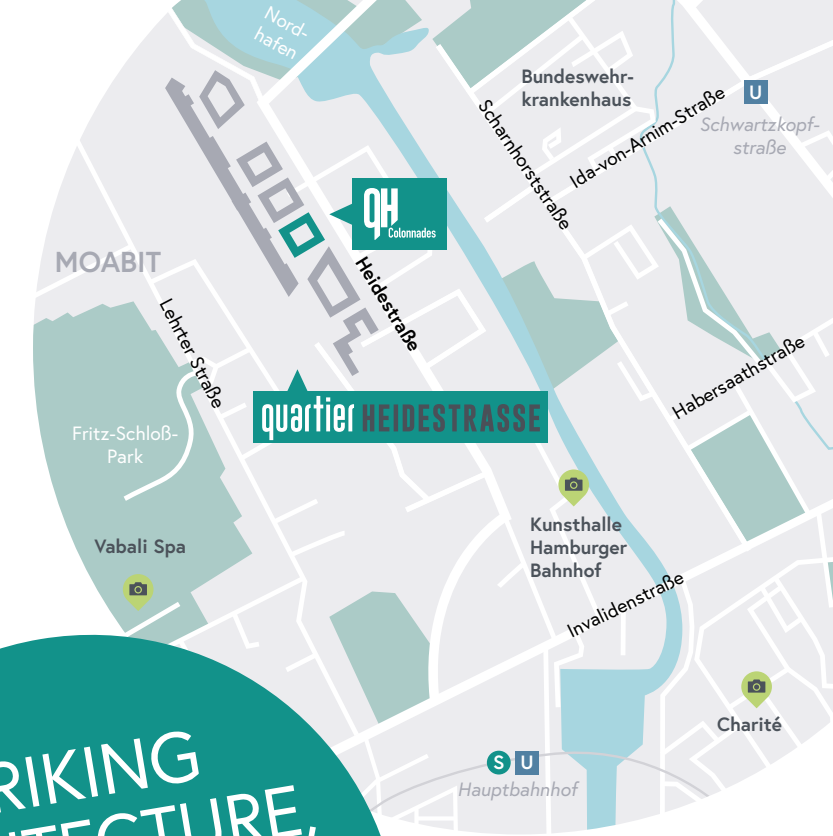 Nord-
hafen
Bundeswehr-
krankenhaus
U
Schwartzkopf-
straße
Scharnhorststraße
Ida-von-Arnim-Straße
qH
Colonnades
MOABIT
Heidestraße
Lehrter Straße
Habersaathstraße
quartier HEIDESTRASSE
Fritz-Schloß-
Park
Vabali Spa
Kunsthalle
Hamburger
Bahnhof
Invalidenstraße
Charité
S U
Hauptbahnhof
RIKING
ITECTURE,